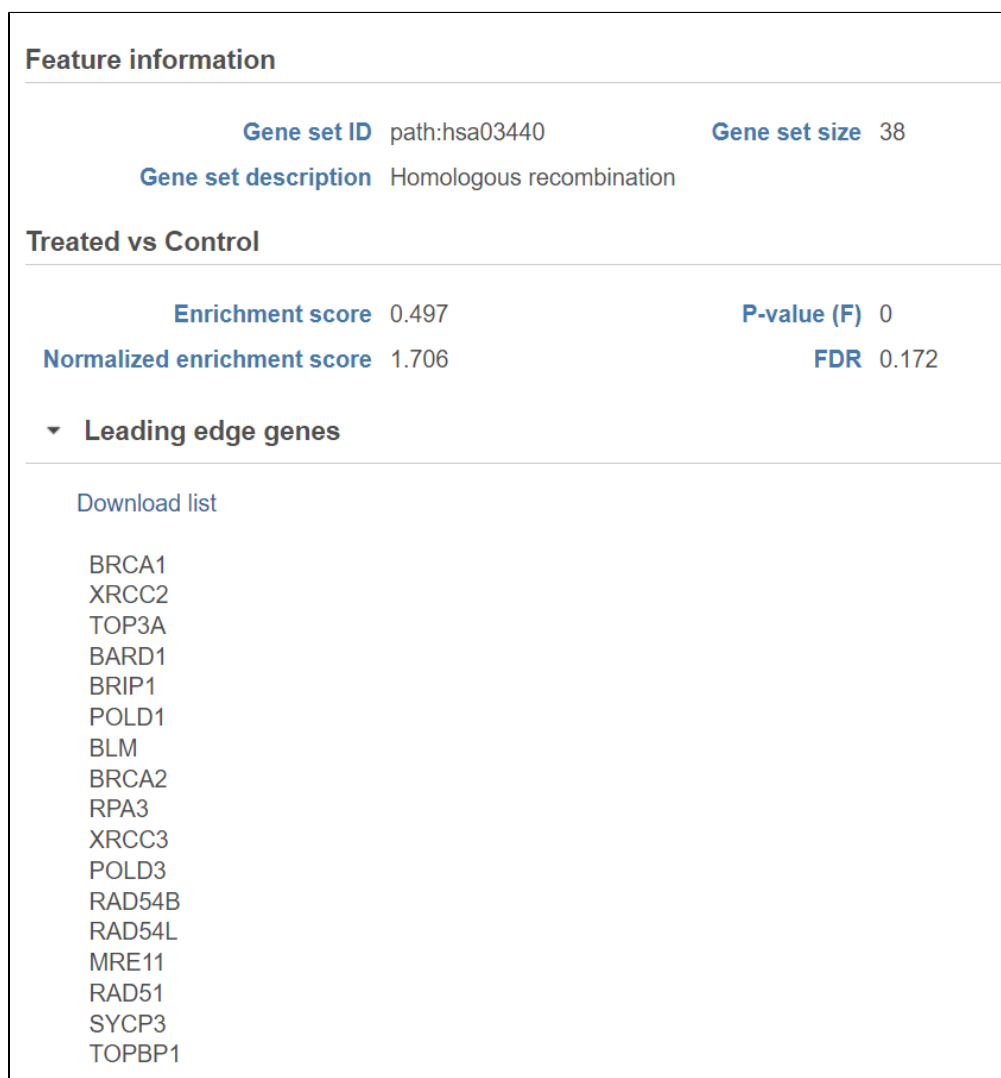 Feature information
Gene set ID path:hsa03440 Gene set size 38
Gene set description Homologous recombination
Treated vs Control
Enrichment score 0.497 P-value (F) 0
Normalized enrichment score 1.706 FDR 0.172
Leading edge genes
Download list
BRCA1
XRCC2
TOP3A
BARD1
BRIP1
POLD1
BLM
BRCA2
RPA3
XRCC3
POLD3
RAD54B
RAD54L
MRE11
RAD51
SYCP3
TOPBP1